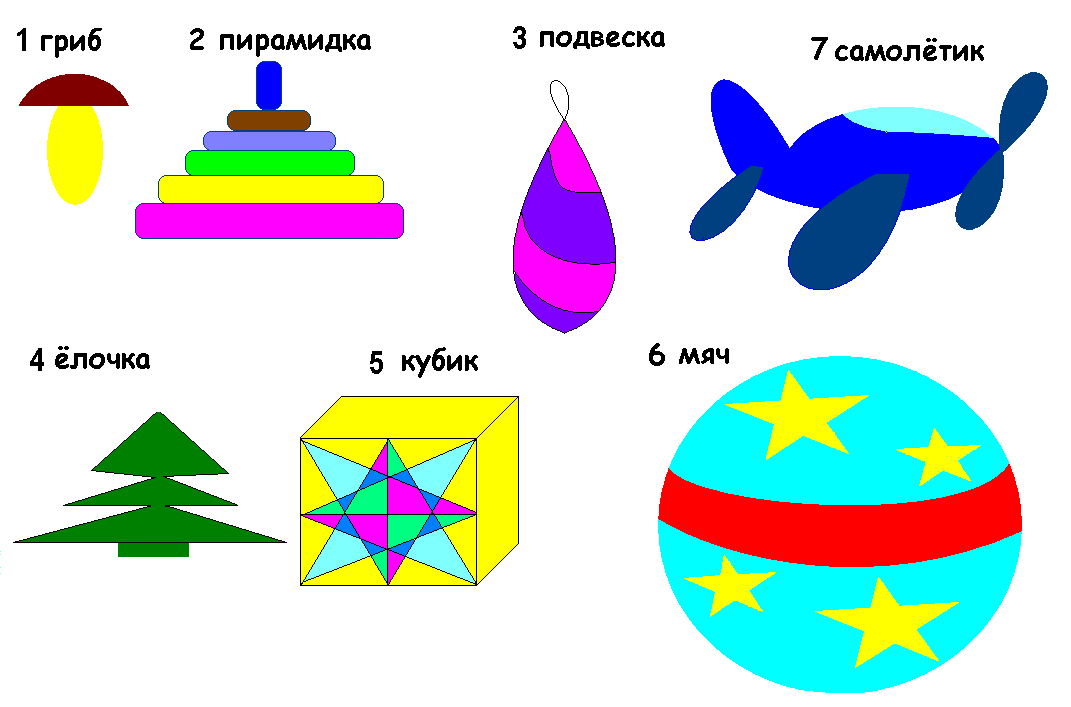 1 гриб
2 пирамидка
3 подвеска
7 самолётик
4 ёлочка
5 кубик
6 мяч